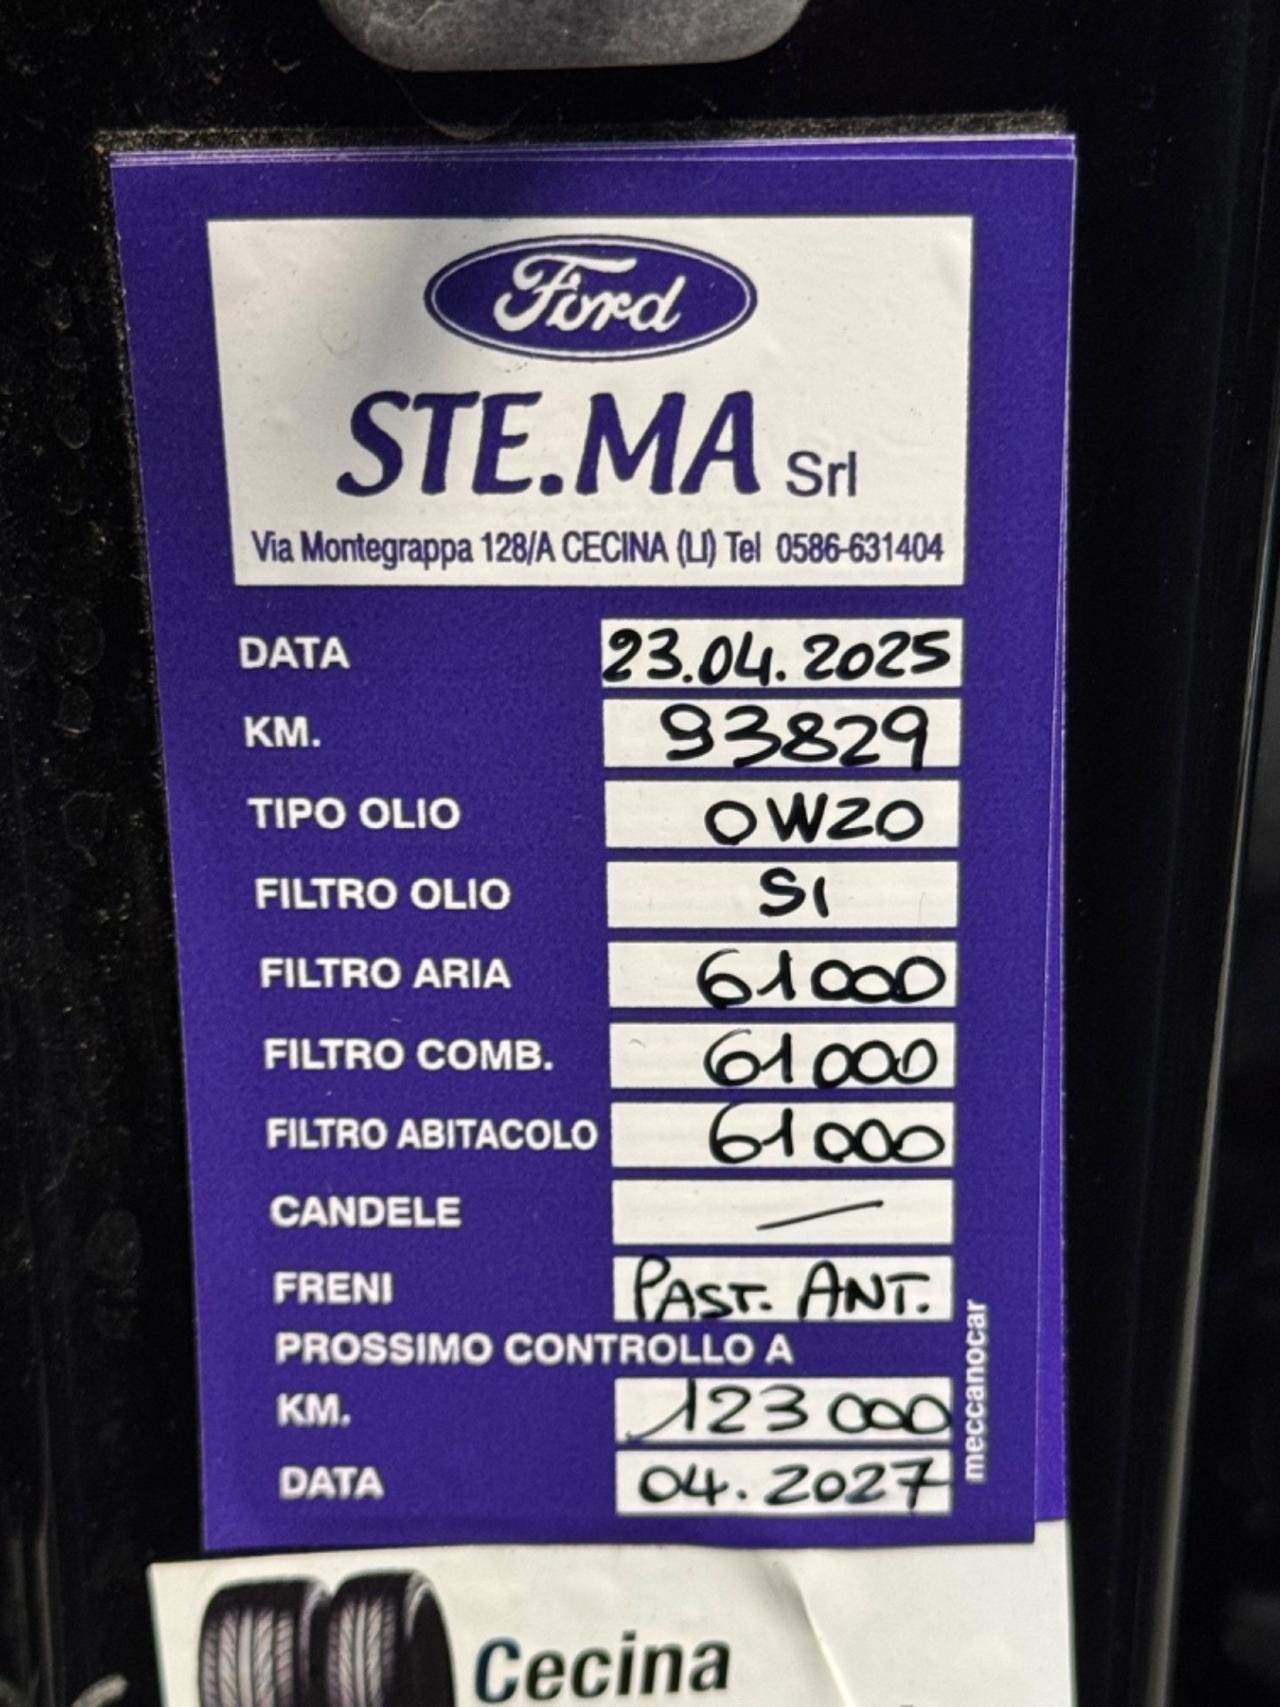 Ford
STE.MA Srl
Via Montegrappa 128/A CECINA (LI) Tel 0586-631404
DATA 23.04.2025
KM. 93829
TIPO OLIO 0W20
FILTRO OLIO SI
FILTRO ARIA 61000
FILTRO COMB. 61000
FILTRO ABITACOLO 61000
CANDELE —
FRENI PAST. ANT.
PROSSIMO CONTROLLO A
KM. 123000
DATA 04.2027
meccanocar
Cecina